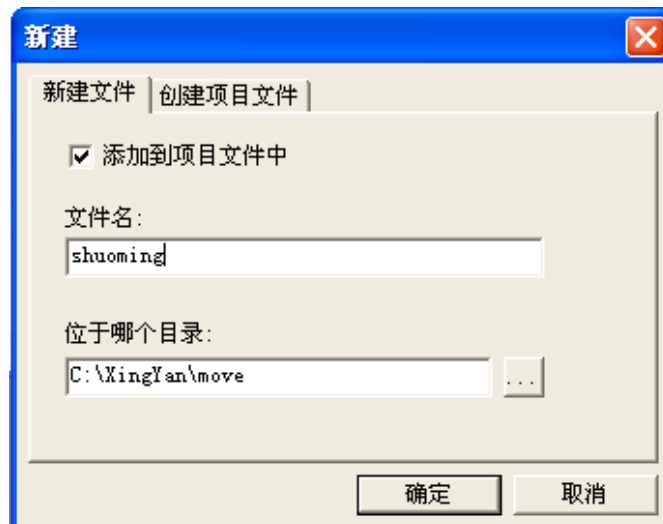 新建
新建文件 创建项目文件
添加到项目文件中
文件名:
shuoming
位于哪个目录:
C:\XingYan\move
...
确定 取消